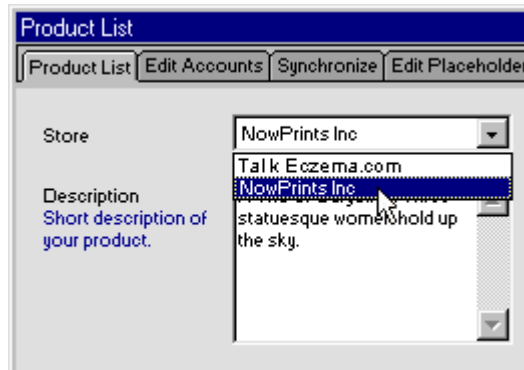 Product List
Product List Edit Accounts Synchronize Edit Placeholde
Store
NowPrints Inc
Talk Eczema.com
NowPrints Inc
Description
Short description of
your product.
statuesque women hold up
the sky.